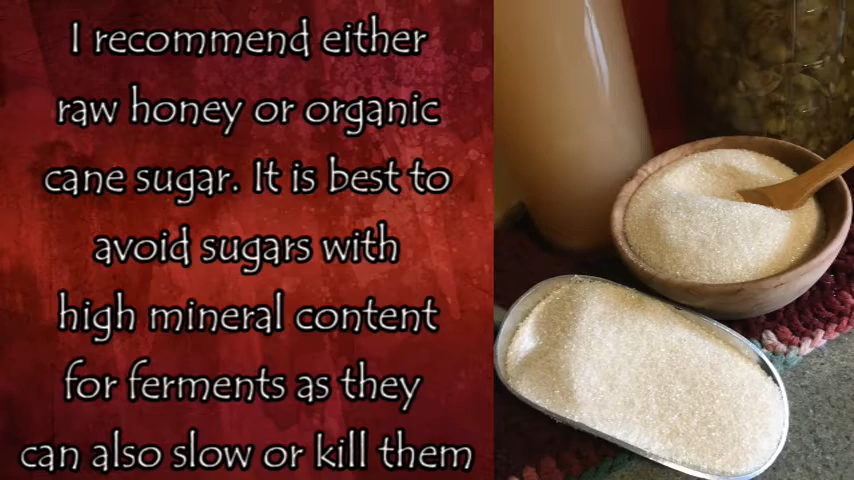 I recommend either
raw honey or organic
cane sugar. It is best to
avoid sugars with
high mineral content
for ferments as they
can also slow or kill them